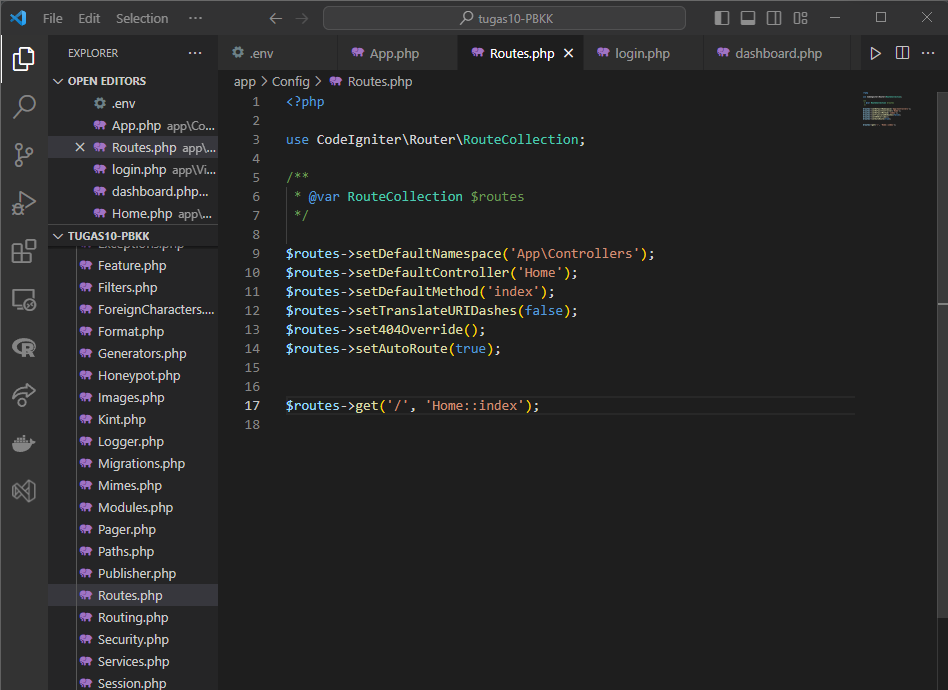 File Edit Selection ··· tugas10-PBKK
EXPLORER ···
OPEN EDITORS
.env
App.php app\Co...
Routes.php app\...
login.php app\Vi...
dashboard.php...
Home.php app\...
TUGAS10-PBKK
Exceptions.php
Feature.php
Filters.php
ForeignCharacters....
Format.php
Generators.php
Honeypot.php
Images.php
Kint.php
Logger.php
Migrations.php
Mimes.php
Modules.php
Pager.php
Paths.php
Publisher.php
Routes.php
Routing.php
Security.php
Services.php
Session.php
.env App.php Routes.php login.php dashboard.php ···
app > Config > Routes.php
1 <?php
2
3 use CodeIgniter\Router\RouteCollection;
4
5 /**
6 * @var RouteCollection $routes
7 */
8
9 $routes->setDefaultNamespace('App\Controllers');
10 $routes->setDefaultController('Home');
11 $routes->setDefaultMethod('index');
12 $routes->setTranslateURIDashes(false);
13 $routes->set404Override();
14 $routes->setAutoRoute(true);
15
16
17 $routes->get('/', 'Home::index');
18